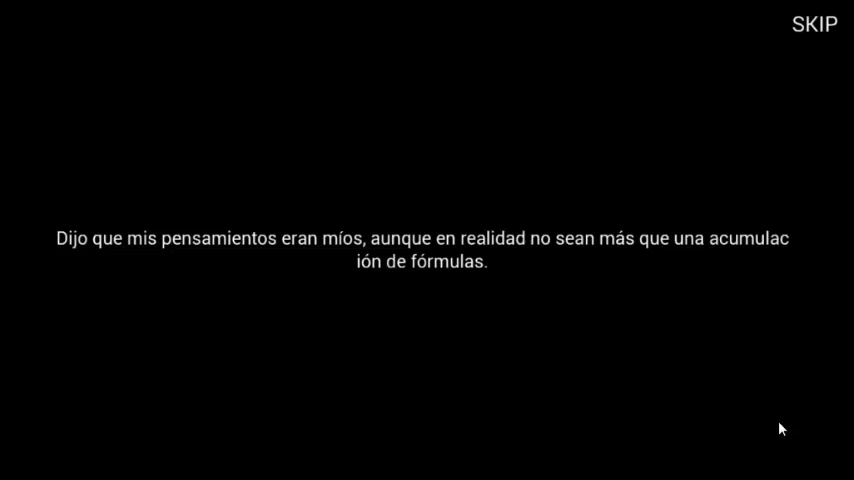 SKIP
Dijo que mis pensamientos eran míos, aunque en realidad no sean más que una acumulac
ión de fórmulas.